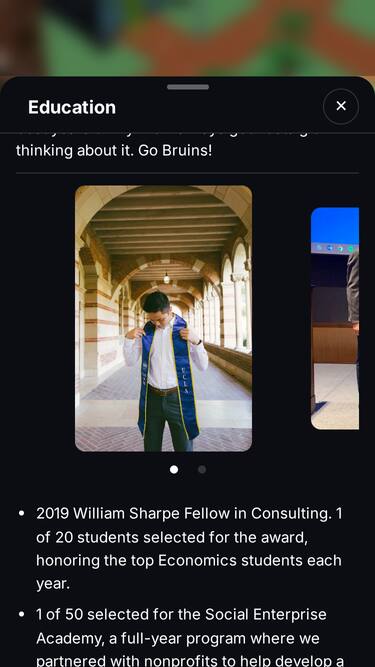 Education
thinking about it. Go Bruins!
UCLA
• 2019 William Sharpe Fellow in Consulting. 1
of 20 students selected for the award,
honoring the top Economics students each
year.
• 1 of 50 selected for the Social Enterprise
Academy, a full-year program where we
partnered with nonprofits to help develop a